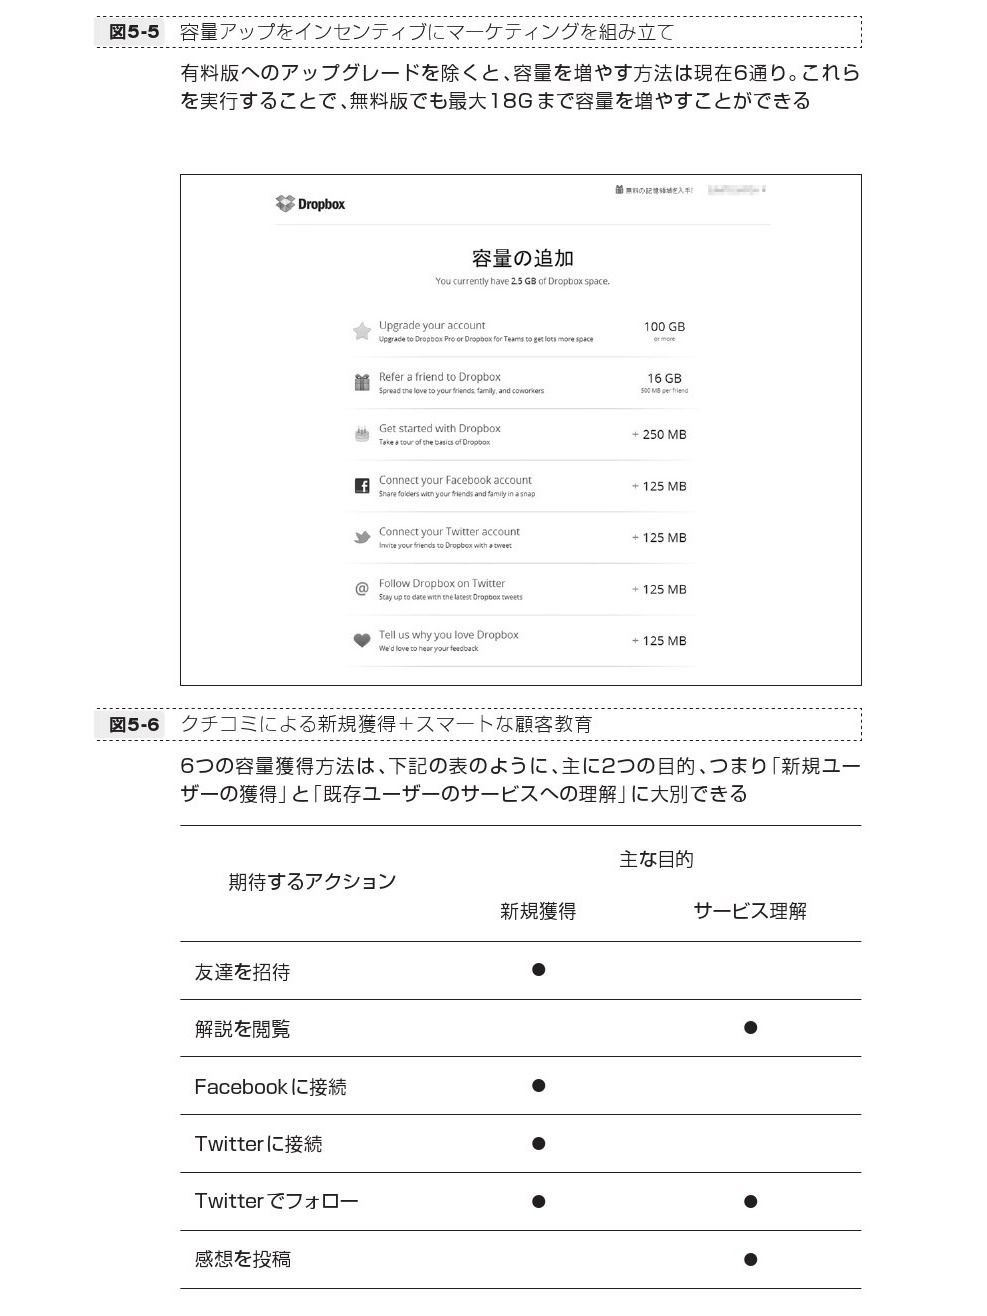 図5-5 容量アップをインセンティブにマーケティングを組み立て
有料版へのアップグレードを除くと、容量を増やす方法は現在6通り。これら
を実行することで、無料版でも最大18Gまで容量を増やすことができる
無料の記憶領域を入手!
Dropbox
容量の追加
You currently have 2.5 GB of Dropbox space.
Upgrade your account 100 GB
Upgrade to Dropbox Pro or Dropbox for Teams to get lots more space or more
Refer a friend to Dropbox 16 GB
Spread the love to your friends, family, and coworkers 500 MB per friend
Get started with Dropbox + 250 MB
Take a tour of the basics of Dropbox
Connect your Facebook account + 125 MB
Share folders with your friends and family in a snap
Connect your Twitter account + 125 MB
Invite your friends to Dropbox with a tweet
@ Follow Dropbox on Twitter + 125 MB
Stay up to date with the latest Dropbox tweets
Tell us why you love Dropbox + 125 MB
We'd love to hear your feedback
図5-6 クチコミによる新規獲得+スマートな顧客教育
6つの容量獲得方法は、下記の表のように、主に2つの目的、つまり「新規ユー
ザーの獲得」と「既存ユーザーのサービスへの理解」に大別できる
期待するアクション 主な目的
新規獲得 サービス理解
友達を招待 ●
解説を閲覧 ●
Facebookに接続 ●
Twitterに接続 ●
Twitterでフォロー ● ●
感想を投稿 ●